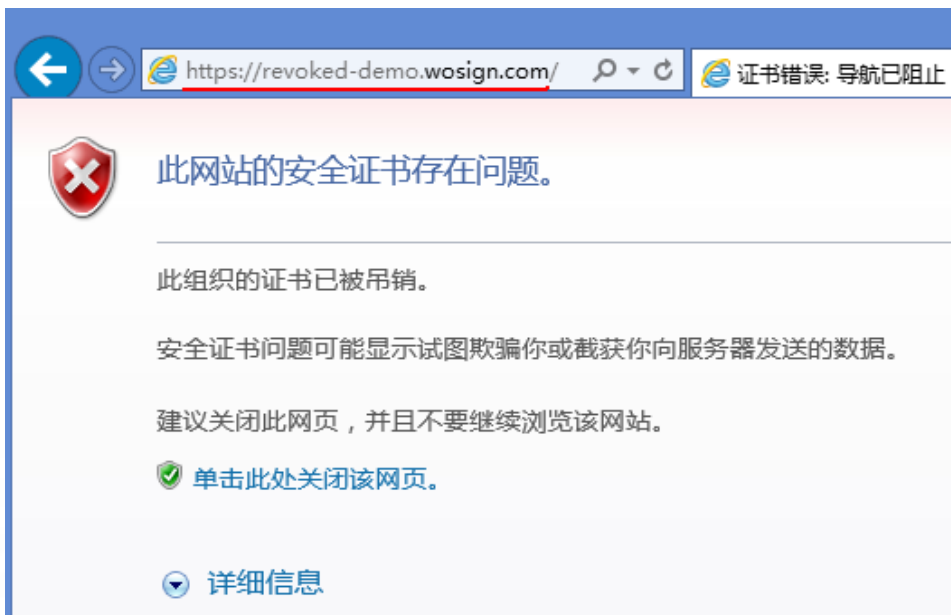 https://revoked-demo.wosign.com/
证书错误: 导航已阻止
此网站的安全证书存在问题。
此组织的证书已被吊销。
安全证书问题可能显示试图欺骗你或截获你向服务器发送的数据。
建议关闭此网页，并且不要继续浏览该网站。
单击此处关闭该网页。
详细信息